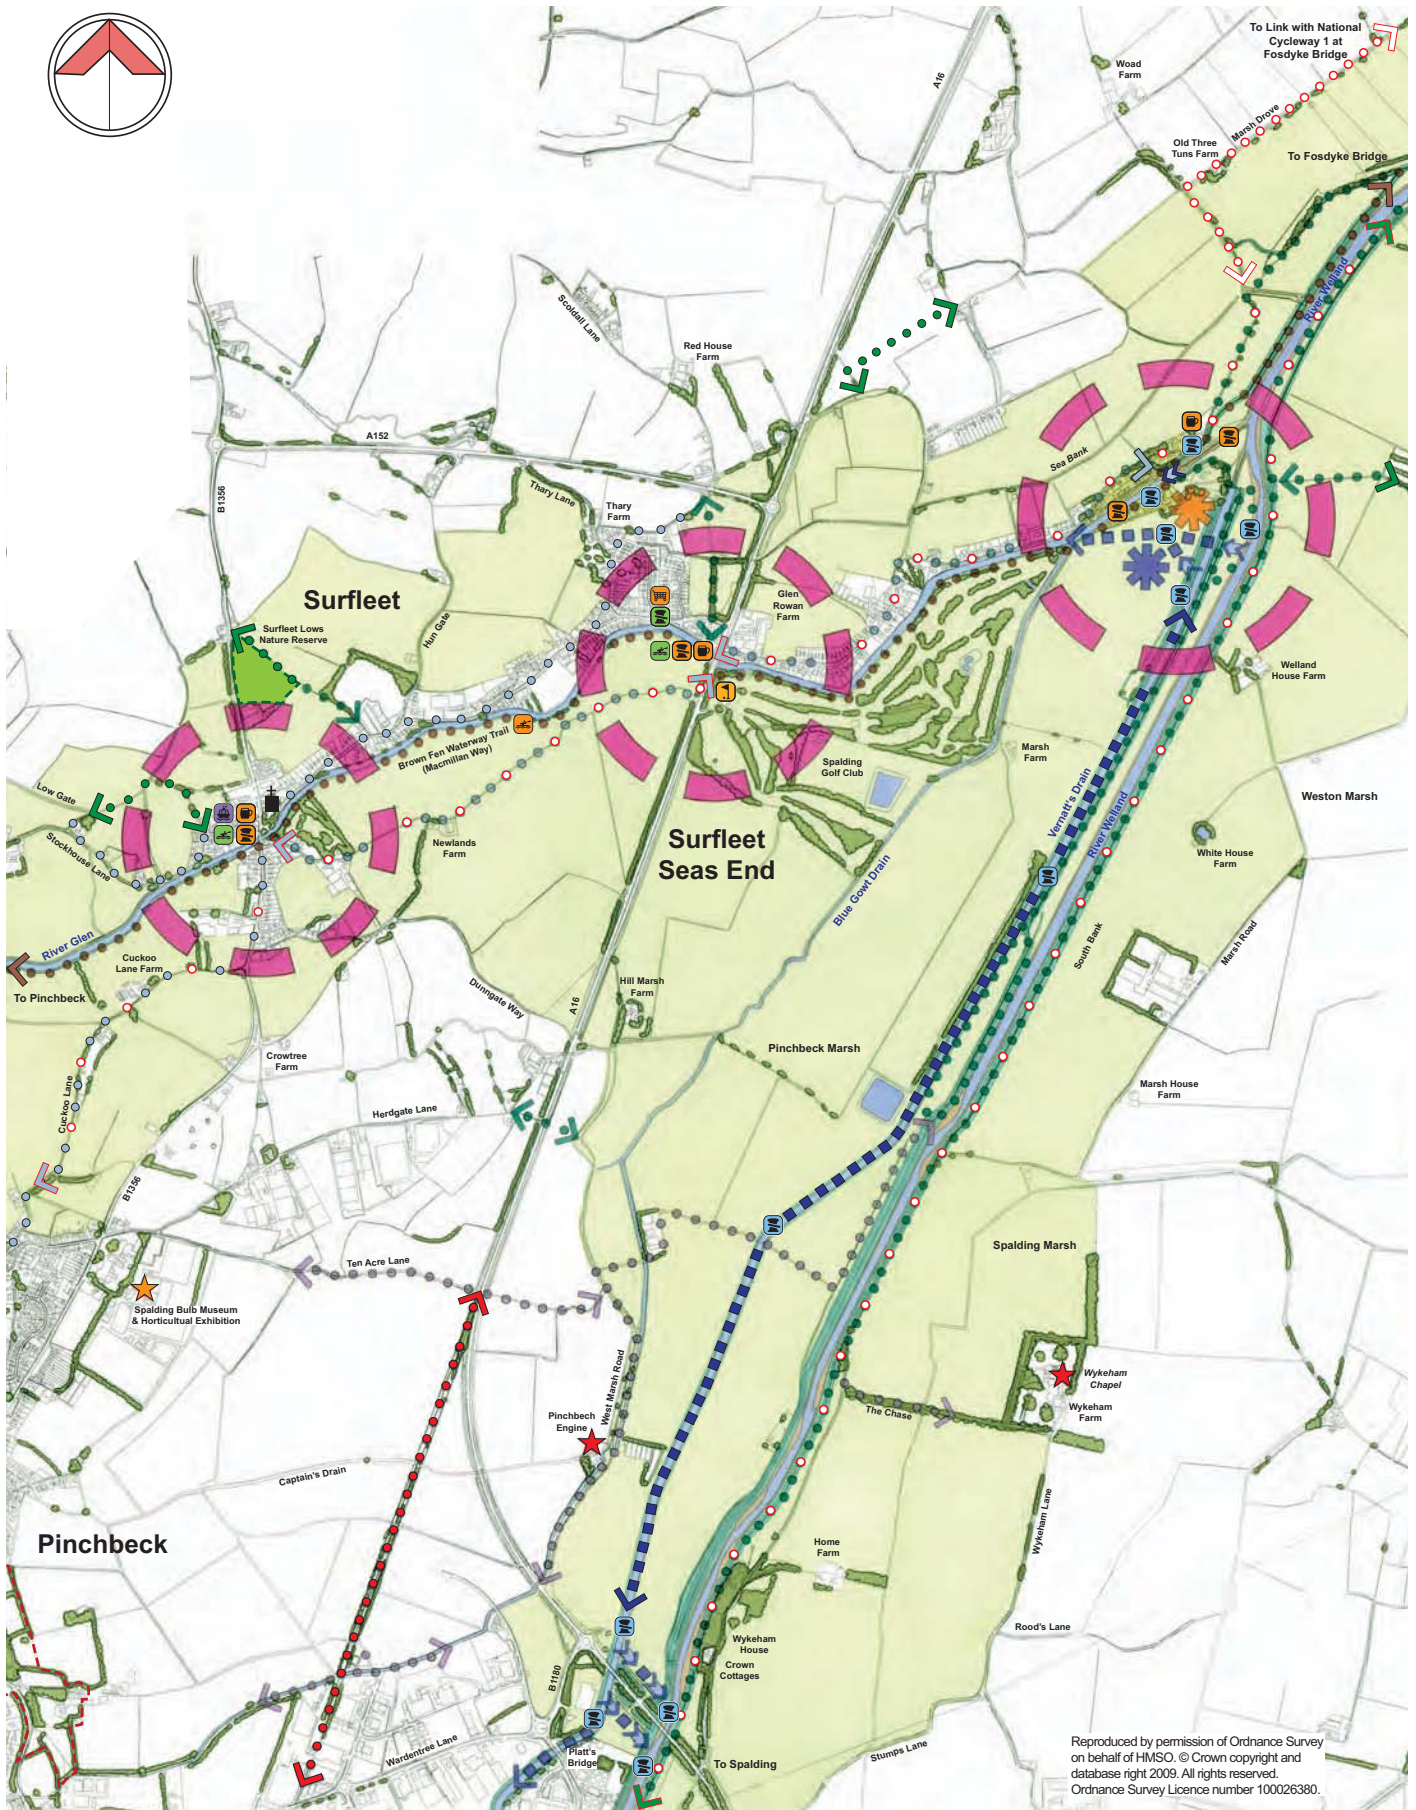 To Link with National
Cycleway 1 at
Fosdyke Bridge
Woad
Farm
A16
Marsh Drove
Old Three
Tuns Farm
To Fosdyke Bridge
River Welland
Scoldall Lane
Red House
Farm
A152
B1356
Sea Bank
Thary Lane
Thary
Farm
Surfleet
Surfleet Lows
Nature Reserve
Hun Gate
Glen
Rowan
Farm
Welland
House Farm
Brown Fen Waterway Trail
(Macmillan Way)
Spalding
Golf Club
Marsh
Farm
Low Gate
Stockhouse Lane
Newlands
Farm
Surfleet
Seas End
Vernatt's Drain
River Welland
Weston Marsh
White House
Farm
Blue Gowt Drain
River Glen
Cuckoo
Lane Farm
To Pinchbeck
Dunngate Way
A16
Hill Marsh
Farm
South Bank
Marsh Road
Crowtree
Farm
Pinchbeck Marsh
Cuckoo Lane
Herdgate Lane
Marsh House
Farm
B1356
Ten Acre Lane
Spalding Marsh
Spalding Bulb Museum
& Horticultual Exhibition
West Marsh Road
Wykeham
Chapel
Wykeham
Farm
Pinchbech
Engine
The Chase
Captain's Drain
Pinchbeck
Home
Farm
Wykeham Lane
Rood's Lane
Wykeham
House
Crown
Cottages
B1180
Wardentree Lane
Platt's
Bridge
To Spalding
Stumps Lane
Reproduced by permission of Ordnance Survey
on behalf of HMSO. © Crown copyright and
database right 2009. All rights reserved.
Ordnance Survey Licence number 100026380.